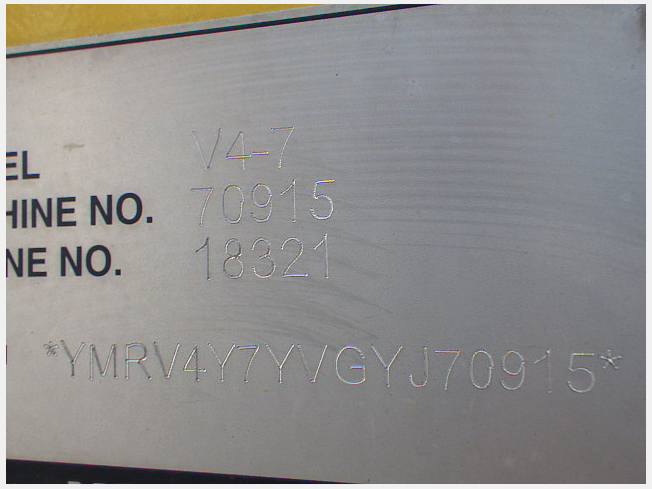 EL V4-7
HINE NO. 70915
NE NO. 18321
*YMRV4Y7YVGYJ70915*